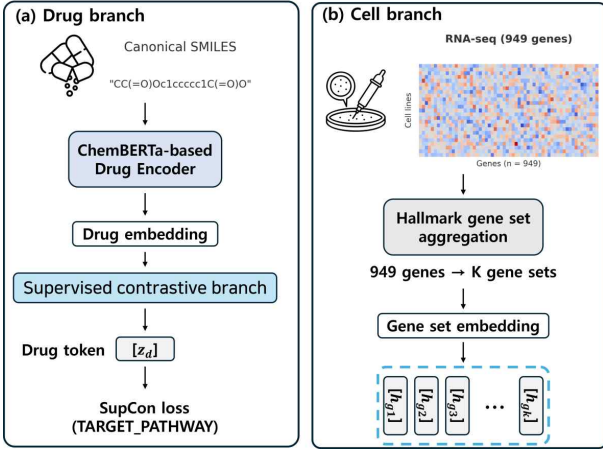 (a) Drug branch
Canonical SMILES
"CC(=O)Oc1ccccc1C(=O)O"
ChemBERTa-based
Drug Encoder
Drug embedding
Supervised contrastive branch
Drug token [z_d]
SupCon loss
(TARGET_PATHWAY)
(b) Cell branch
RNA-seq (949 genes)
Cell lines
Genes (n = 949)
Hallmark gene set
aggregation
949 genes → K gene sets
Gene set embedding
[h_g1] [h_g2] [h_g3] ... [h_gk]